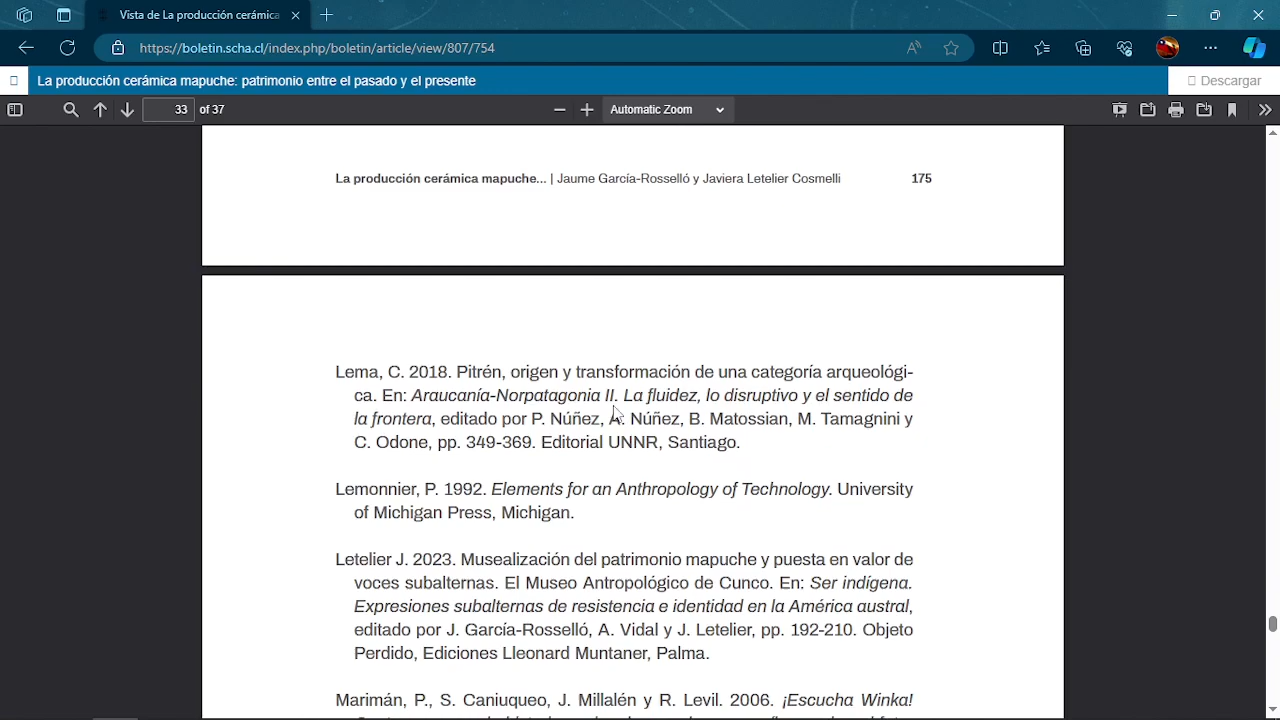 Vista de La producción cerámica
https://boletin.scha.cl/index.php/boletin/article/view/807/754
La producción cerámica mapuche: patrimonio entre el pasado y el presente
Descargar
33 of 37
Automatic Zoom
La producción cerámica mapuche... | Jaume García-Rosselló y Javiera Letelier Cosmelli 175
Lema, C. 2018. Pitrén, origen y transformación de una categoría arqueológi-
ca. En: Araucanía-Norpatagonia II. La fluidez, lo disruptivo y el sentido de
la frontera, editado por P. Núñez, A. Núñez, B. Matossian, M. Tamagnini y
C. Odone, pp. 349-369. Editorial UNNR, Santiago.
Lemonnier, P. 1992. Elements for an Anthropology of Technology. University
of Michigan Press, Michigan.
Letelier J. 2023. Musealización del patrimonio mapuche y puesta en valor de
voces subalternas. El Museo Antropológico de Cunco. En: Ser indígena.
Expresiones subalternas de resistencia e identidad en la América austral,
editado por J. García-Rosselló, A. Vidal y J. Letelier, pp. 192-210. Objeto
Perdido, Ediciones Lleonard Muntaner, Palma.
Marimán, P., S. Caniuqueo, J. Millalén y R. Levil. 2006. ¡Escucha Winka!